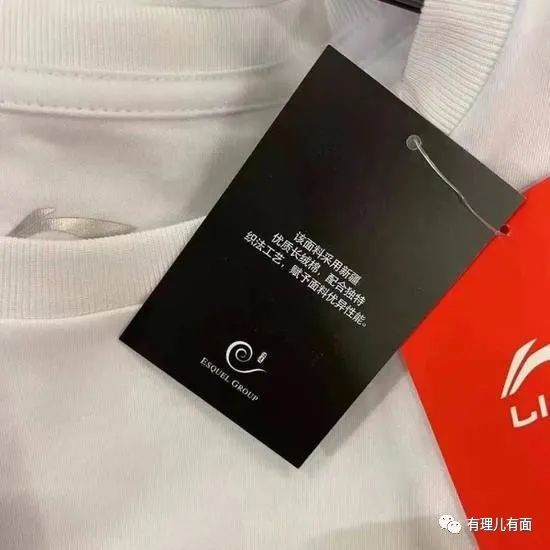 该面料采用新疆
优质长绒棉，配合独特
织法工艺，赋予面料优异性能。
ESQUEL GROUP
LI
有理儿有面